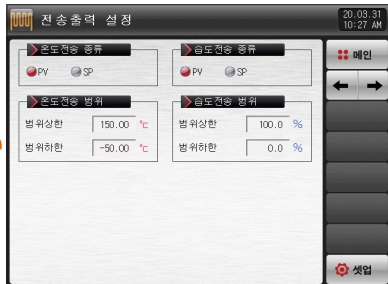 전송출력 설정
20.03.31
10:27 AM
온도전송 종류
PV SP
습도전송 종류
PV SP
온도전송 범위
범위상한 150.00 ℃
범위하한 -50.00 ℃
습도전송 범위
범위상한 100.0 %
범위하한 0.0 %
메인
셋업